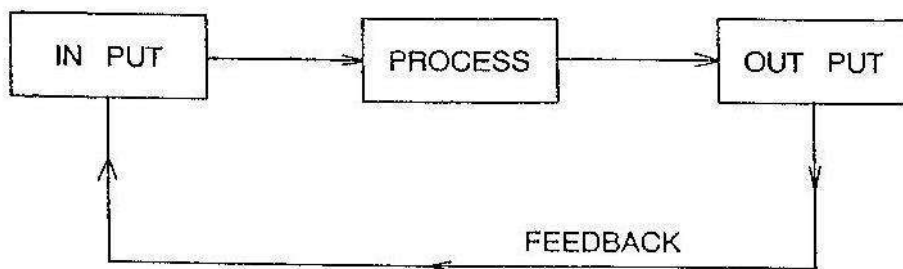 IN PUT
PROCESS
OUT PUT
FEEDBACK